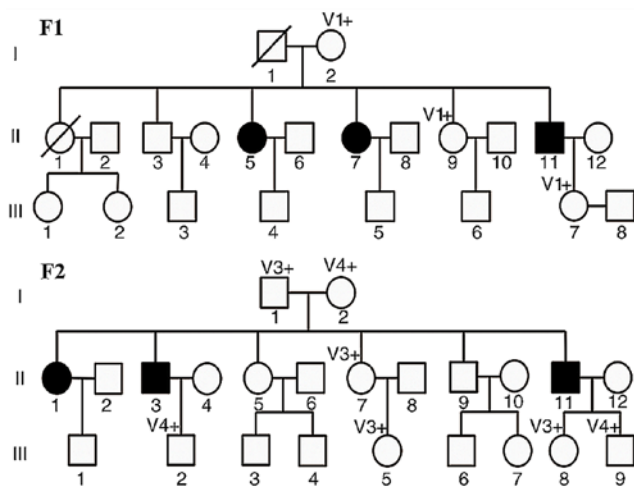 F1
V1+
I
1 2
V1+
II
1 2 3 4 5 6 7 8 9 10 11 12
V1+
III
1 2 3 4 5 6 7 8
F2
V3+ V4+
I
1 2
V3+
II
1 2 3 4 5 6 7 8 9 10 11 12
V4+ V3+ V3+ V4+
III
1 2 3 4 5 6 7 8 9